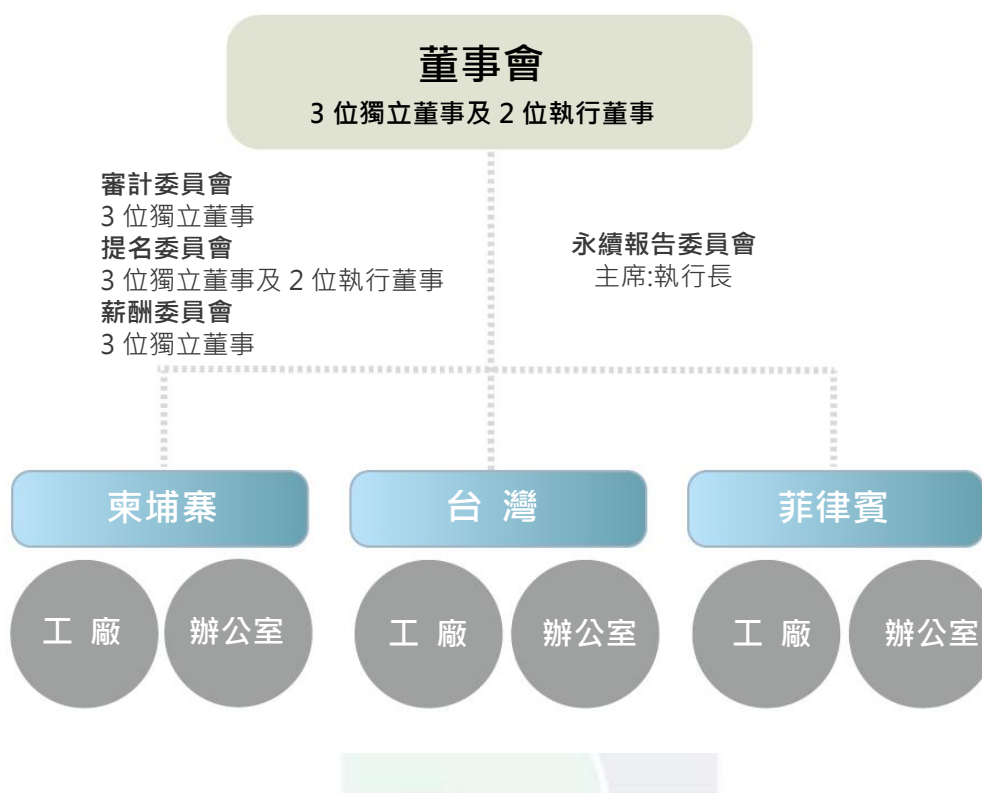 董事會
3 位獨立董事及 2 位執行董事
審計委員會
3 位獨立董事
提名委員會
3 位獨立董事及 2 位執行董事
薪酬委員會
3 位獨立董事
永續報告委員會
主席:執行長
柬埔寨
台 灣
菲律賓
工 廠
辦公室
工 廠
辦公室
工 廠
辦公室